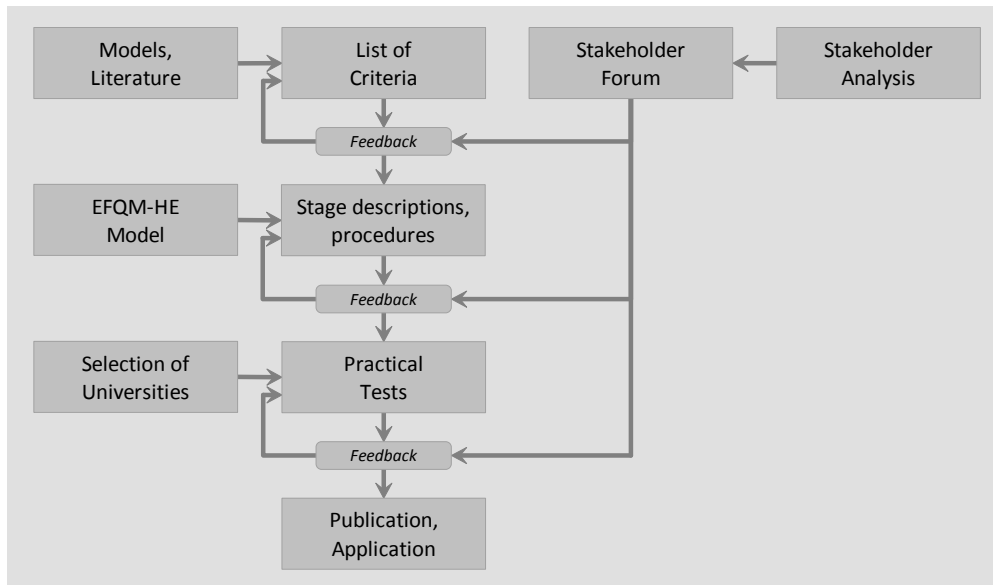 Models,
Literature
List of
Criteria
Stakeholder
Forum
Stakeholder
Analysis
Feedback
EFQM-HE
Model
Stage descriptions,
procedures
Feedback
Selection of
Universities
Practical
Tests
Feedback
Publication,
Application